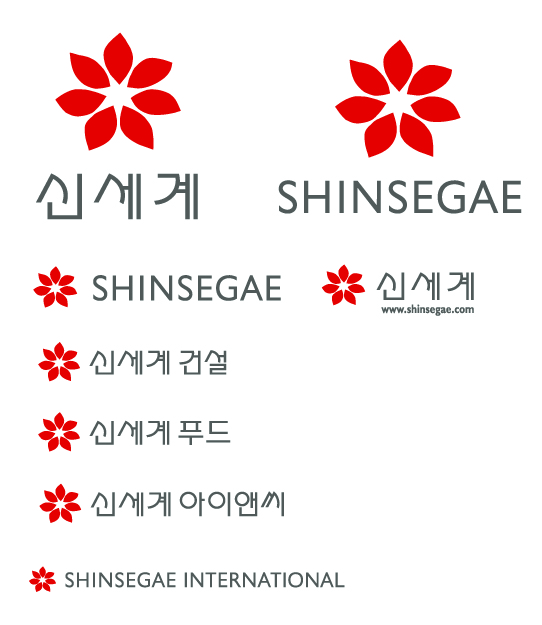 신세계
SHINSEGAE
SHINSEGAE
신세계
www.shinsegae.com
신세계 건설
신세계 푸드
신세계 아이앤씨
SHINSEGAE INTERNATIONAL